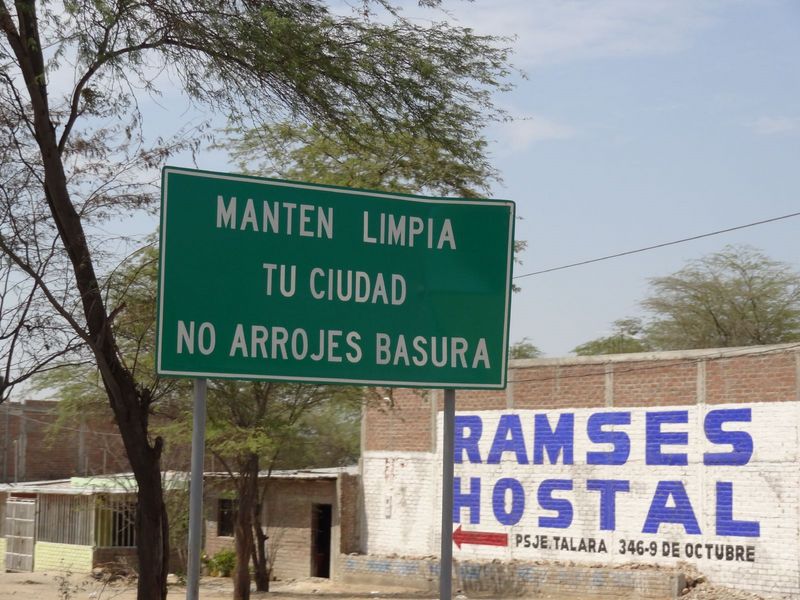 MANTEN LIMPIA
TU CIUDAD
NO ARROJES BASURA
RAMSES
HOSTAL
PSJE.TALARA 346-9 DE OCTUBRE